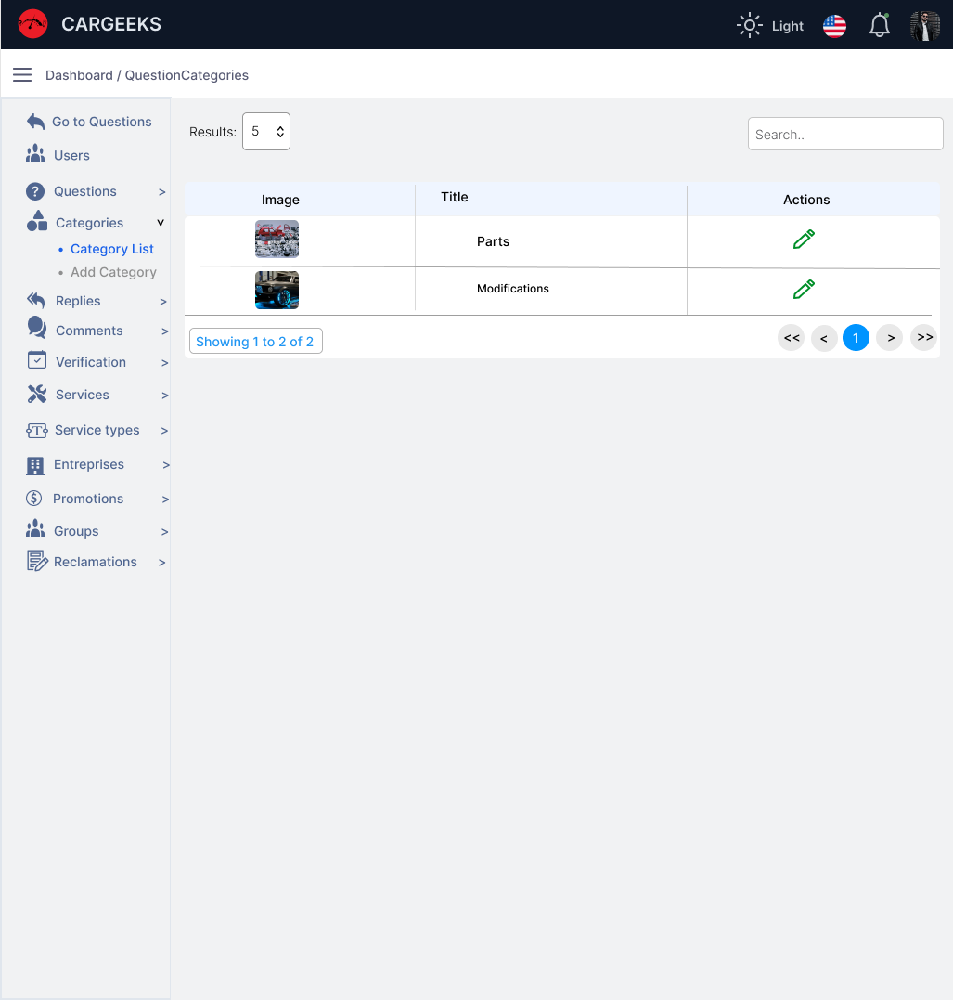 CARGEEKS
Light
Dashboard / QuestionCategories
Go to Questions
Users
Questions >
Categories v
• Category List
• Add Category
Replies >
Comments >
Verification >
Services >
Service types >
Entreprises >
Promotions >
Groups >
Reclamations >
Results: 5
Search..
Image Title Actions
Parts
Modifications
Showing 1 to 2 of 2
<< < 1 > >>